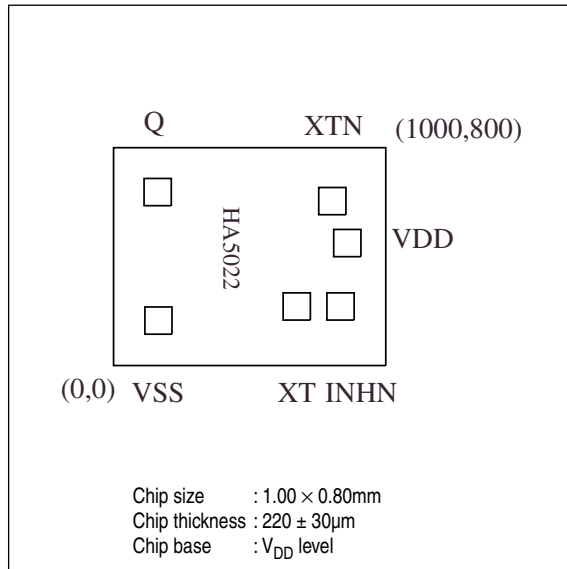 Q XTN (1000,800)
HA5022
VDD
(0,0) VSS XT INHN
Chip size : 1.00 × 0.80mm
Chip thickness : 220 ± 30µm
Chip base : VDD level